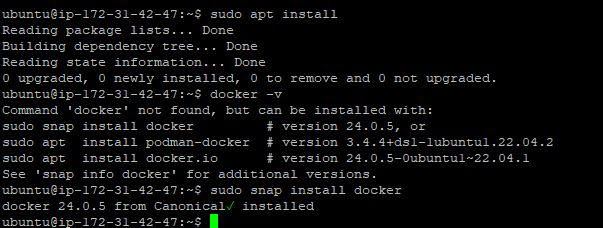 ubuntu@ip-172-31-42-47:~$ sudo apt install
Reading package lists... Done
Building dependency tree... Done
Reading state information... Done
0 upgraded, 0 newly installed, 0 to remove and 0 not upgraded.
ubuntu@ip-172-31-42-47:~$ docker -v
Command 'docker' not found, but can be installed with:
sudo snap install docker         # version 24.0.5, or
sudo apt  install podman-docker  # version 3.4.4+ds1-1ubuntu1.22.04.2
sudo apt  install docker.io      # version 24.0.5-0ubuntu1~22.04.1
See 'snap info docker' for additional versions.
ubuntu@ip-172-31-42-47:~$ sudo snap install docker
docker 24.0.5 from Canonical✓ installed
ubuntu@ip-172-31-42-47:~$